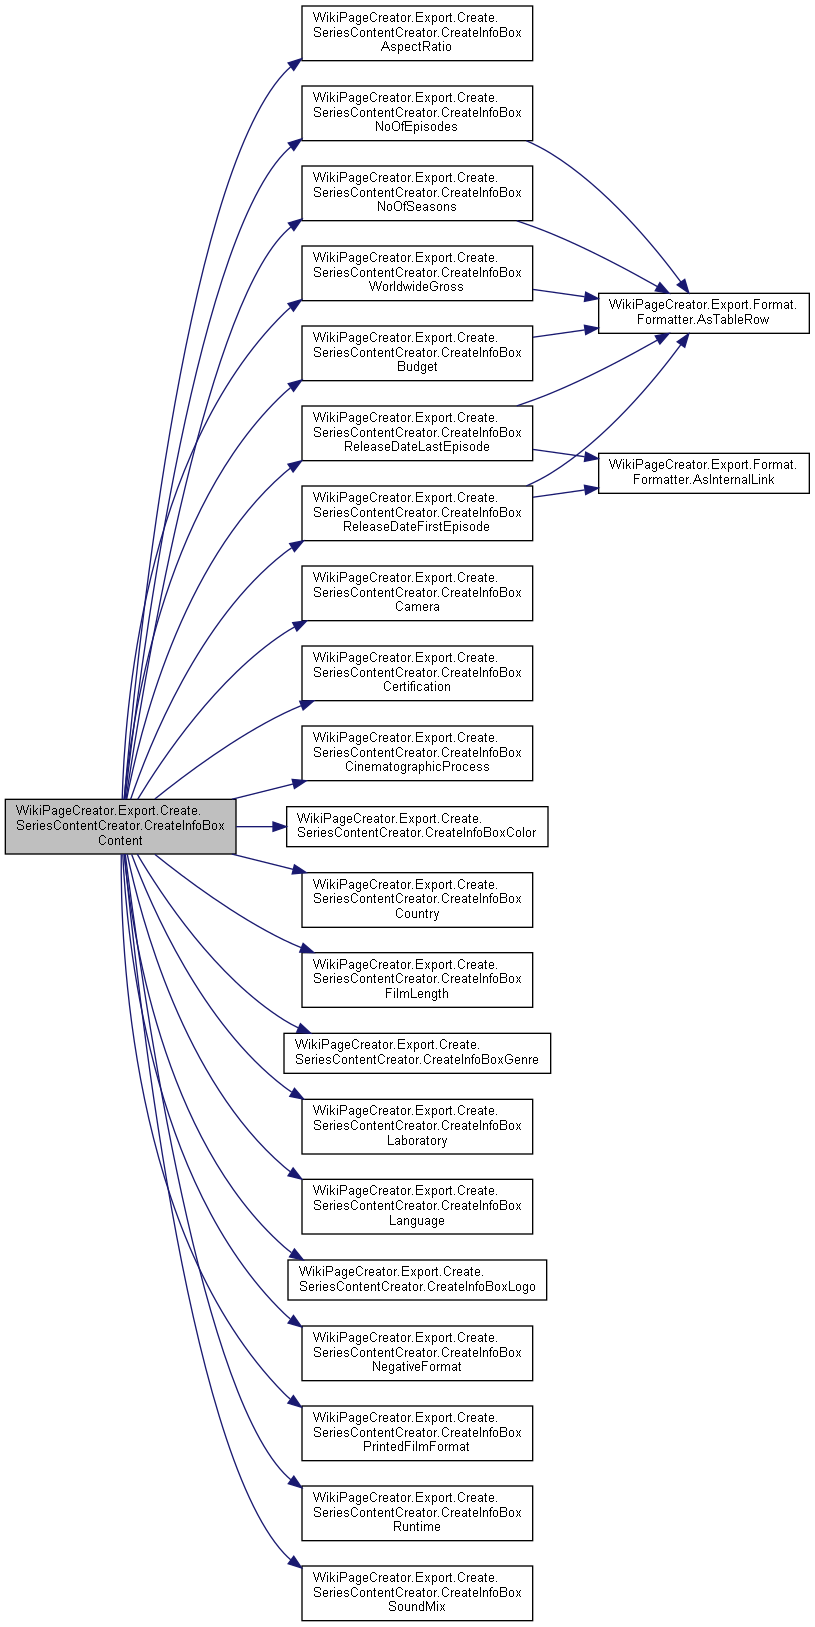 WikiPageCreator.Export.Create.
SeriesContentCreator.CreateInfoBox
AspectRatio
WikiPageCreator.Export.Create.
SeriesContentCreator.CreateInfoBox
NoOfEpisodes
WikiPageCreator.Export.Create.
SeriesContentCreator.CreateInfoBox
NoOfSeasons
WikiPageCreator.Export.Create.
SeriesContentCreator.CreateInfoBox
WorldwideGross
WikiPageCreator.Export.Format.
Formatter.AsTableRow
WikiPageCreator.Export.Create.
SeriesContentCreator.CreateInfoBox
Budget
WikiPageCreator.Export.Create.
SeriesContentCreator.CreateInfoBox
ReleaseDateLastEpisode
WikiPageCreator.Export.Format.
Formatter.AsInternalLink
WikiPageCreator.Export.Create.
SeriesContentCreator.CreateInfoBox
ReleaseDateFirstEpisode
WikiPageCreator.Export.Create.
SeriesContentCreator.CreateInfoBox
Camera
WikiPageCreator.Export.Create.
SeriesContentCreator.CreateInfoBox
Certification
WikiPageCreator.Export.Create.
SeriesContentCreator.CreateInfoBox
CinematographicProcess
WikiPageCreator.Export.Create.
SeriesContentCreator.CreateInfoBox
Content
WikiPageCreator.Export.Create.
SeriesContentCreator.CreateInfoBoxColor
WikiPageCreator.Export.Create.
SeriesContentCreator.CreateInfoBox
Country
WikiPageCreator.Export.Create.
SeriesContentCreator.CreateInfoBox
FilmLength
WikiPageCreator.Export.Create.
SeriesContentCreator.CreateInfoBoxGenre
WikiPageCreator.Export.Create.
SeriesContentCreator.CreateInfoBox
Laboratory
WikiPageCreator.Export.Create.
SeriesContentCreator.CreateInfoBox
Language
WikiPageCreator.Export.Create.
SeriesContentCreator.CreateInfoBoxLogo
WikiPageCreator.Export.Create.
SeriesContentCreator.CreateInfoBox
NegativeFormat
WikiPageCreator.Export.Create.
SeriesContentCreator.CreateInfoBox
PrintedFilmFormat
WikiPageCreator.Export.Create.
SeriesContentCreator.CreateInfoBox
Runtime
WikiPageCreator.Export.Create.
SeriesContentCreator.CreateInfoBox
SoundMix